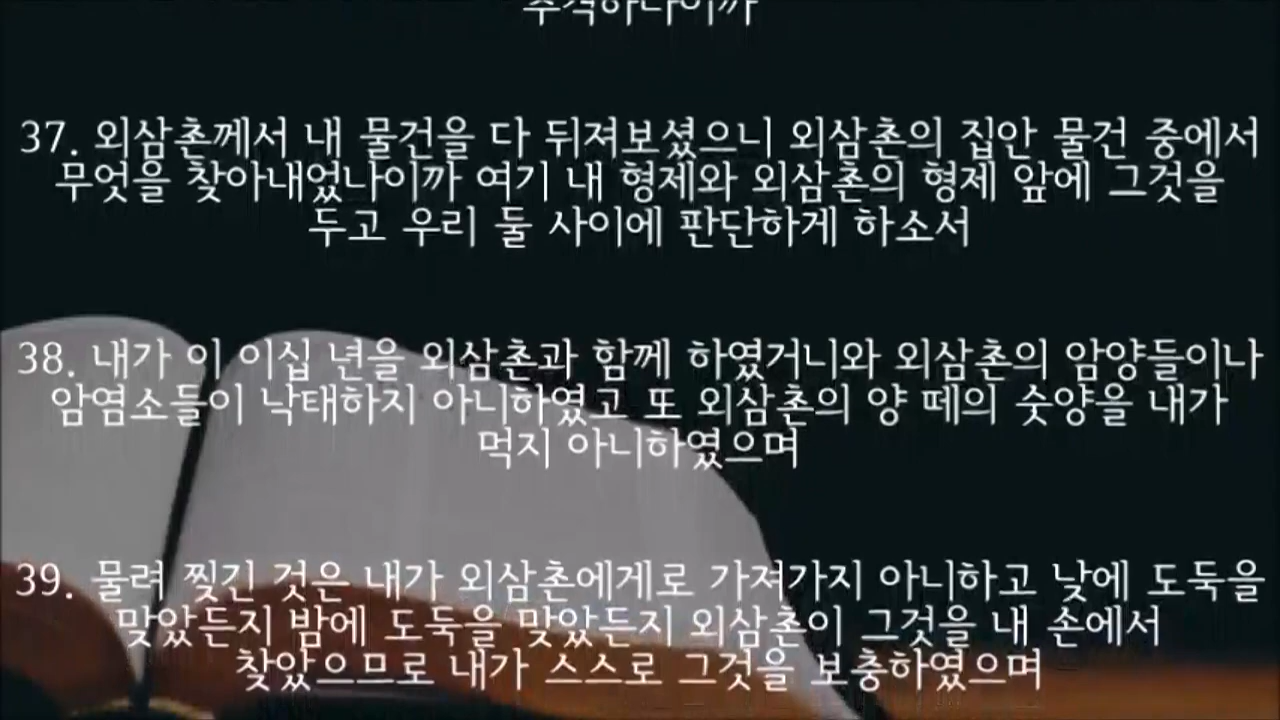 37. 외삼촌께서 내 물건을 다 뒤져보셨으니 외삼촌의 집안 물건 중에서
무엇을 찾아내었나이까 여기 내 형제와 외삼촌의 형제 앞에 그것을
두고 우리 둘 사이에 판단하게 하소서
38. 내가 이 이십 년을 외삼촌과 함께 하였거니와 외삼촌의 암양들이나
암염소들이 낙태하지 아니하였고 또 외삼촌의 양 떼의 숫양을 내가
먹지 아니하였으며
39. 물려 찢긴 것은 내가 외삼촌에게로 가져가지 아니하고 낮에 도둑을
맞았든지 밤에 도둑을 맞았든지 외삼촌이 그것을 내 손에서
찾았으므로 내가 스스로 그것을 보충하였으며